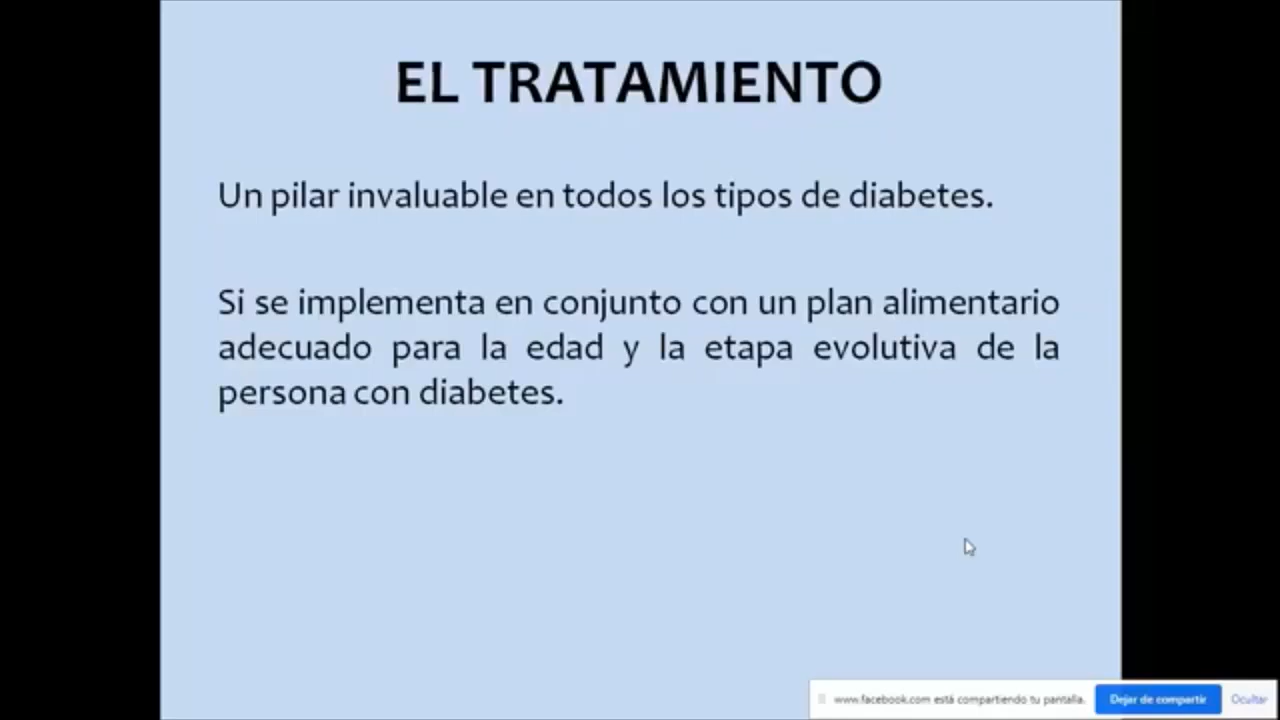 EL TRATAMIENTO
Un pilar invaluable en todos los tipos de diabetes.
Si se implementa en conjunto con un plan alimentario
adecuado para la edad y la etapa evolutiva de la
persona con diabetes.
www.facebook.com está compartiendo tu pantalla. Dejar de compartir Ocultar